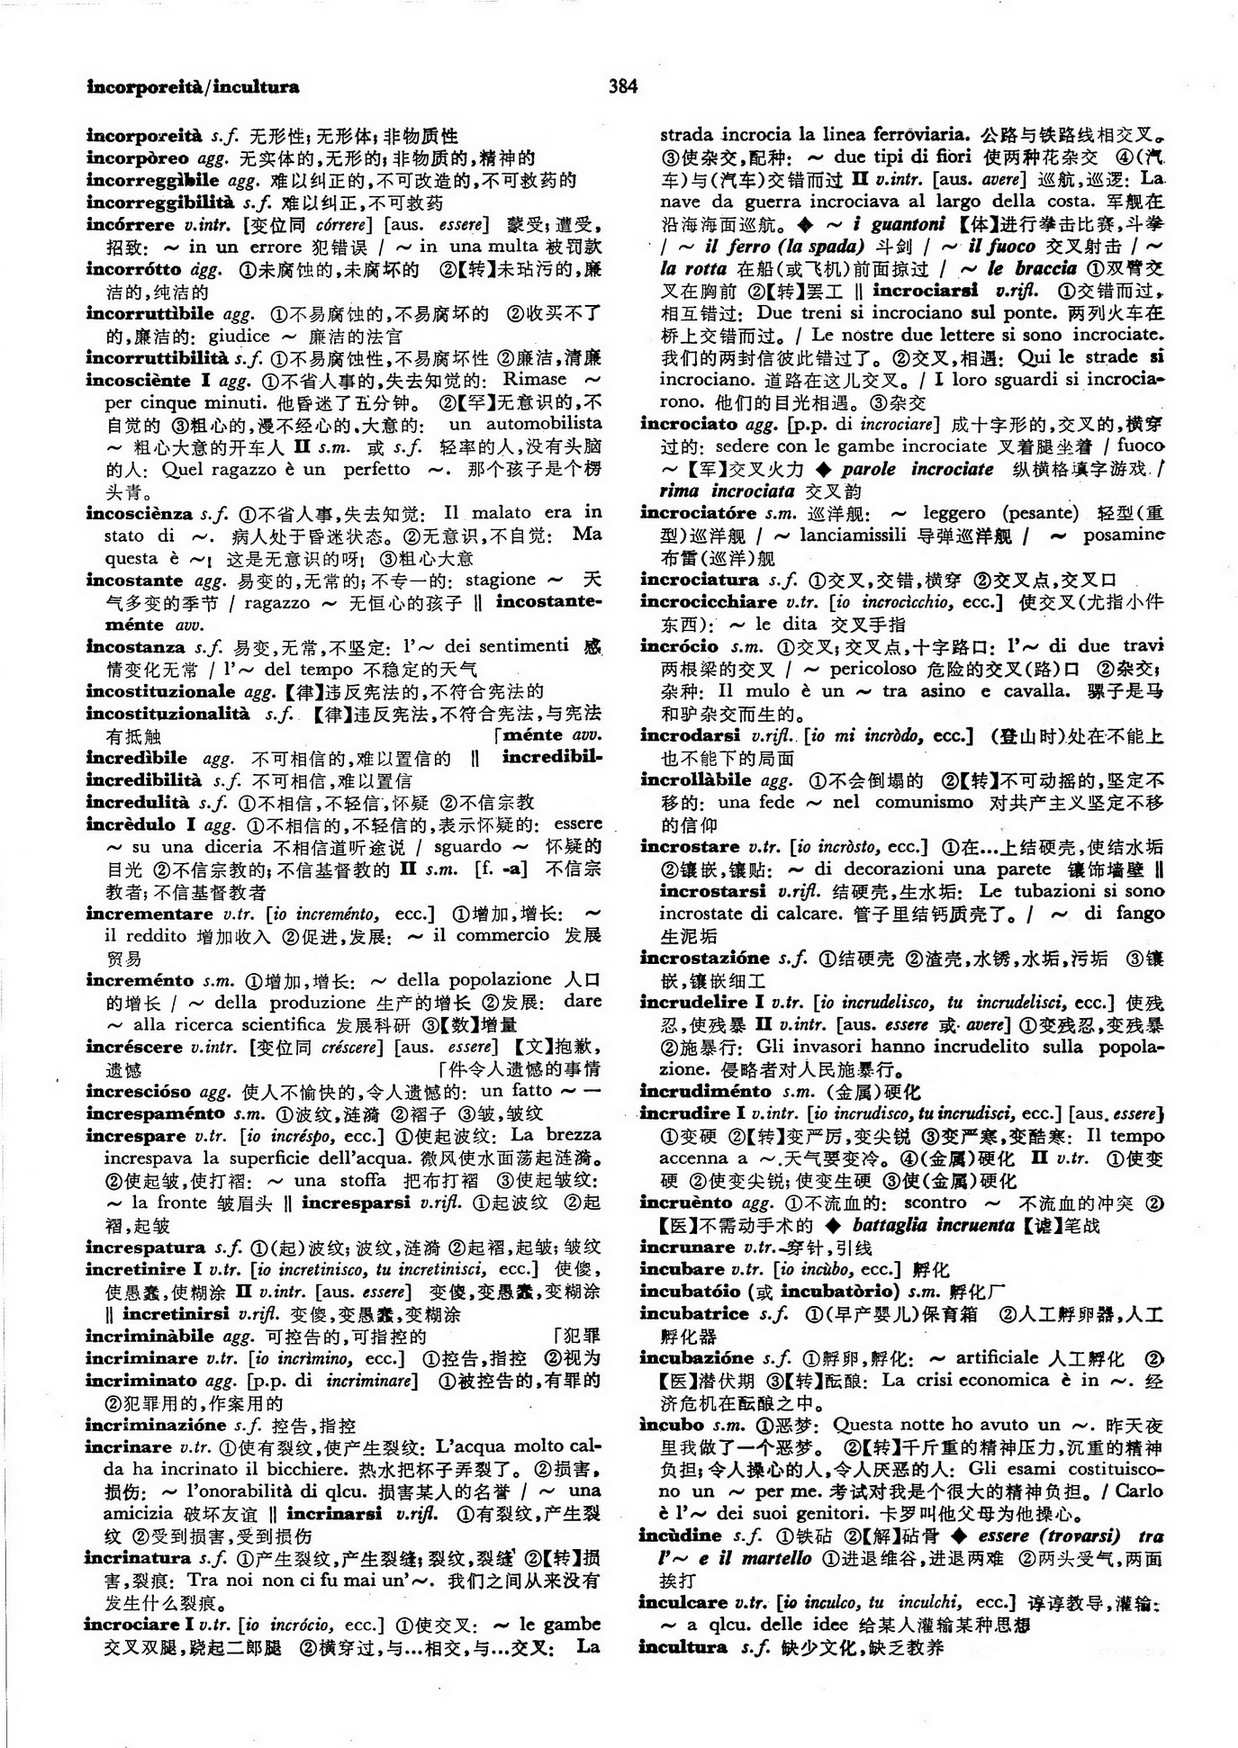 incorporeità/incultura
384
incorporeità s.f. 无形性; 无形体; 非物质性
incorpòreo agg. 无实体的,无形的; 非物质的,精神的
incorreggìbile agg. 难以纠正的,不可改造的,不可救药的
incorreggibilità s.f. 难以纠正,不可救药
incórrere v.intr. [变位同 córrere] [aus. essere] 蒙受; 遭受,
招致: ~ in un errore 犯错误 / ~ in una multa 被罚款
incorrótto agg. ①未腐蚀的,未腐坏的 ②【转】未玷污的,廉
洁的,纯洁的
incorruttìbile agg. ①不易腐蚀的,不易腐坏的 ②收买不了
的,廉洁的: giudice ~ 廉洁的法官
incorruttibilità s.f. ①不易腐蚀性,不易腐坏性 ②廉洁,清廉
incosciènte I agg. ①不省人事的,失去知觉的: Rimase ~
per cinque minuti. 他昏迷了五分钟。 ②【罕】无意识的,不
自觉的 ③粗心的,漫不经心的,大意的: un automobilista
~ 粗心大意的开车人 II s.m. 或 s.f. 轻率的人,没有头脑
的人: Quel ragazzo è un perfetto ~. 那个孩子是个楞
头青。
incosciènza s.f. ①不省人事,失去知觉: Il malato era in
stato di ~. 病人处于昏迷状态。②无意识,不自觉: Ma
questa è ~! 这是无意识的呀! ③粗心大意
incostante agg. 易变的,无常的; 不专一的: stagione ~ 天
气多变的季节 / ragazzo ~ 无恒心的孩子 ‖ incostante-
ménte avv.
incostanza s.f. 易变,无常,不坚定: l'~ dei sentimenti 感
情变化无常 / l'~ del tempo 不稳定的天气
incostituzionale agg. 【律】违反宪法的,不符合宪法的
incostituzionalità s.f. 【律】违反宪法,不符合宪法,与宪法
有抵触 「ménte avv.
incredìbile agg. 不可相信的,难以置信的 ‖ incredibil-
incredibilità s.f. 不可相信,难以置信
incredulità s.f. ①不相信,不轻信,怀疑 ②不信宗教
incrèdulo I agg. ①不相信的,不轻信的,表示怀疑的: essere
~ su una diceria 不相信道听途说 / sguardo ~ 怀疑的
目光 ②不信宗教的; 不信基督教的 II s.m. [f. -a] 不信宗
教者; 不信基督教者
incrementare v.tr. [io increménto, ecc.] ①增加,增长: ~
il reddito 增加收入 ②促进,发展: ~ il commercio 发展
贸易
increménto s.m. ①增加,增长: ~ della popolazione 人口
的增长 / ~ della produzione 生产的增长 ②发展: dare
~ alla ricerca scientifica 发展科研 ③【数】增量
incréscere v.intr. [变位同 créscere] [aus. essere] 【文】抱歉,
遗憾 「件令人遗憾的事情
incresciόso agg. 使人不愉快的,令人遗憾的: un fatto ~ 一
increspaménto s.m. ①波纹,涟漪 ②褶子 ③皱,皱纹
increspare v.tr. [io incréspo, ecc.] ①使起波纹: La brezza
increspava la superficie dell'acqua. 微风使水面荡起涟漪。
②使起皱,使打褶: ~ una stoffa 把布打褶 ③使起皱纹:
~ la fronte 皱眉头 ‖ incresparsi v.rifl. ①起波纹 ②起
褶,起皱
increspatura s.f. ①(起)波纹; 波纹,涟漪 ②起褶,起皱; 皱纹
incretinire I v.tr. [io incretinisco, tu incretinisci, ecc.] 使傻,
使愚蠢,使糊涂 II v.intr. [aus. essere] 变傻,变愚蠢,变糊涂
‖ incretinirsi v.rifl. 变傻,变愚蠢,变糊涂
incriminàbile agg. 可控告的,可指控的 「犯罪
incriminare v.tr. [io incrìmino, ecc.] ①控告,指控 ②视为
incriminato agg. [p.p. di incriminare] ①被控告的,有罪的
②犯罪用的,作案用的
incriminazióne s.f. 控告,指控
incrinare v.tr. ①使有裂纹,使产生裂纹: L'acqua molto cal-
da ha incrinato il bicchiere. 热水把杯子弄裂了。②损害,
损伤: ~ l'onorabilità di qlcu. 损害某人的名誉 / ~ una
amicizia 破坏友谊 ‖ incrinarsi v.rifl. ①有裂纹,产生裂
纹 ②受到损害,受到损伤
incrinatura s.f. ①产生裂纹,产生裂缝; 裂纹,裂缝 ②【转】损
害,裂痕: Tra noi non ci fu mai un'~. 我们之间从来没有
发生什么裂痕。
incrociare I v.tr. [io incrócio, ecc.] ①使交叉: ~ le gambe
交叉双腿,跷起二郎腿 ②横穿过,与…相交,与…交叉: La
strada incrocia la linea ferroviaria. 公路与铁路线相交叉。
③使杂交,配种: ~ due tipi di fiori 使两种花杂交 ④(汽
车)与(汽车)交错而过 II v.intr. [aus. avere] 巡航,巡逻: La
nave da guerra incrociava al largo della costa. 军舰在
沿海海面巡航。◆ ~ i guantoni 【体】进行拳击比赛,斗拳
/ ~ il ferro (la spada) 斗剑 / ~ il fuoco 交叉射击 / ~
la rotta 在船(或飞机)前面掠过 / ~ le braccia ①双臂交
叉在胸前 ②【转】罢工 ‖ incrociarsi v.rifl. ①交错而过,
相互错过: Due treni si incrociano sul ponte. 两列火车在
桥上交错而过。/ Le nostre due lettere si sono incrociate.
我们的两封信彼此错过了。②交叉,相遇: Qui le strade si
incrociano. 道路在这儿交叉。/ I loro sguardi si incrocia-
rono. 他们的目光相遇。③杂交
incrociato agg. [p.p. di incrociare] 成十字形的,交叉的,横穿
过的: sedere con le gambe incrociate 叉着腿坐着 / fuoco
~ 【军】交叉火力 ◆ parole incrociate 纵横格填字游戏 /
rima incrociata 交叉韵
incrociatóre s.m. 巡洋舰: ~ leggero (pesante) 轻型(重
型)巡洋舰 / ~ lanciamissili 导弹巡洋舰 / ~ posamine
布雷(巡洋)舰
incrociatura s.f. ①交叉,交错,横穿 ②交叉点,交叉口
incrocicchiare v.tr. [io incrocicchio, ecc.] 使交叉(尤指小件
东西): ~ le dita 交叉手指
incrócio s.m. ①交叉; 交叉点,十字路口: l'~ di due travi
两根梁的交叉 / ~ pericoloso 危险的交叉(路)口 ②杂交;
杂种: Il mulo è un ~ tra asino e cavalla. 骡子是马
和驴杂交而生的。
incrodarsi v.rifl. [io mi incròdo, ecc.] (登山时)处在不能上
也不能下的局面
incrollàbile agg. ①不会倒塌的 ②【转】不可动摇的,坚定不
移的: una fede ~ nel comunismo 对共产主义坚定不移
的信仰
incrostare v.tr. [io incròsto, ecc.] ①在…上结硬壳,使结水垢
②镶嵌,镶贴: ~ di decorazioni una parete 镶饰墙壁 ‖
incrostarsi v.rifl. 结硬壳,生水垢: Le tubazioni si sono
incrostate di calcare. 管子里结钙质壳了。/ ~ di fango
生泥垢
incrostazióne s.f. ①结硬壳 ②渣壳,水锈,水垢,污垢 ③镶
嵌,镶嵌细工
incrudelire I v.tr. [io incrudelisco, tu incrudelisci, ecc.] 使残
忍,使残暴 II v.intr. [aus. essere 或 avere] ①变残忍,变残暴
②施暴行: Gli invasori hanno incrudelito sulla popola-
zione. 侵略者对人民施暴行。
incrudiménto s.m. (金属)硬化
incrudire I v.intr. [io incrudisco, tu incrudisci, ecc.] [aus. essere]
①变硬 ②【转】变严厉,变尖锐 ③变严寒,变酷寒: Il tempo
accenna a ~. 天气要变冷。④(金属)硬化 II v.tr. ①使变
硬 ②使变尖锐; 使变生硬 ③使(金属)硬化
incruènto agg. ①不流血的: scontro ~ 不流血的冲突 ②
【医】不需动手术的 ◆ battaglia incruenta 【谑】笔战
incrunare v.tr. 穿针,引线
incubare v.tr. [io incùbo, ecc.] 孵化
incubatóio (或 incubatòrio) s.m. 孵化厂
incubatrice s.f. ①(早产婴儿)保育箱 ②人工孵卵器,人工
孵化器
incubazióne s.f. ①孵卵,孵化: ~ artificiale 人工孵化 ②
【医】潜伏期 ③【转】酝酿: La crisi economica è in ~. 经
济危机在酝酿之中。
ìncubo s.m. ①恶梦: Questa notte ho avuto un ~. 昨天夜
里我做了一个恶梦。 ②【转】千斤重的精神压力,沉重的精神
负担; 令人操心的人,令人厌恶的人: Gli esami costituisco-
no un ~ per me. 考试对我是个很大的精神负担。/ Carlo
è l'~ dei suoi genitori. 卡罗叫他父母为他操心。
incùdine s.f. ①铁砧 ②【解】砧骨 ◆ essere (trovarsi) tra
l'~ e il martello ①进退维谷,进退两难 ②两头受气,两面
挨打
inculcare v.tr. [io inculco, tu inculchi, ecc.] 谆谆教导,灌输:
~ a qlcu. delle idee 给某人灌输某种思想
incultura s.f. 缺少文化,缺乏教养